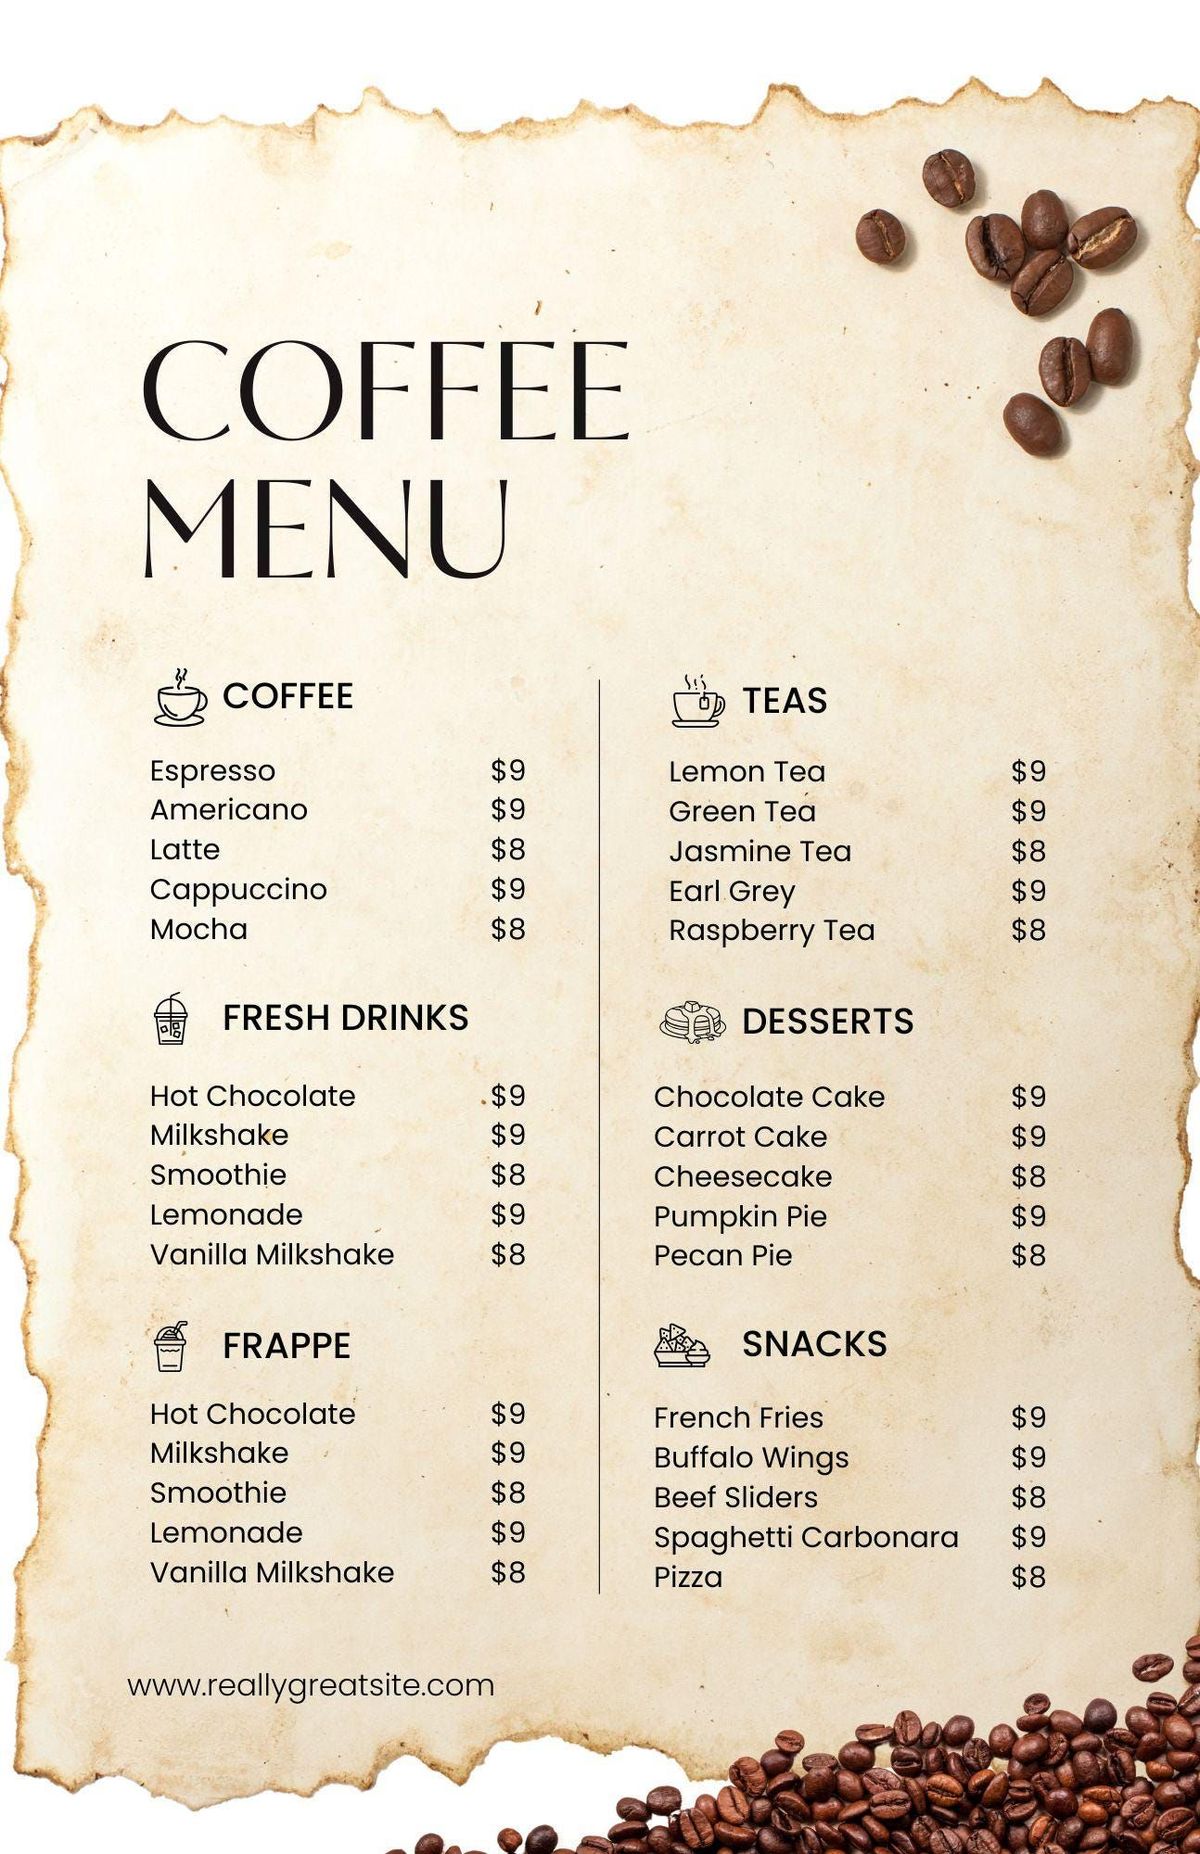 COFFEE
MENU
COFFEE
Espresso $9
Americano $9
Latte $8
Cappuccino $9
Mocha $8
FRESH DRINKS
Hot Chocolate $9
Milkshake $9
Smoothie $8
Lemonade $9
Vanilla Milkshake $8
FRAPPE
Hot Chocolate $9
Milkshake $9
Smoothie $8
Lemonade $9
Vanilla Milkshake $8
TEAS
Lemon Tea $9
Green Tea $9
Jasmine Tea $8
Earl Grey $9
Raspberry Tea $8
DESSERTS
Chocolate Cake $9
Carrot Cake $9
Cheesecake $8
Pumpkin Pie $9
Pecan Pie $8
SNACKS
French Fries $9
Buffalo Wings $9
Beef Sliders $8
Spaghetti Carbonara $9
Pizza $8
www.reallygreatsite.com